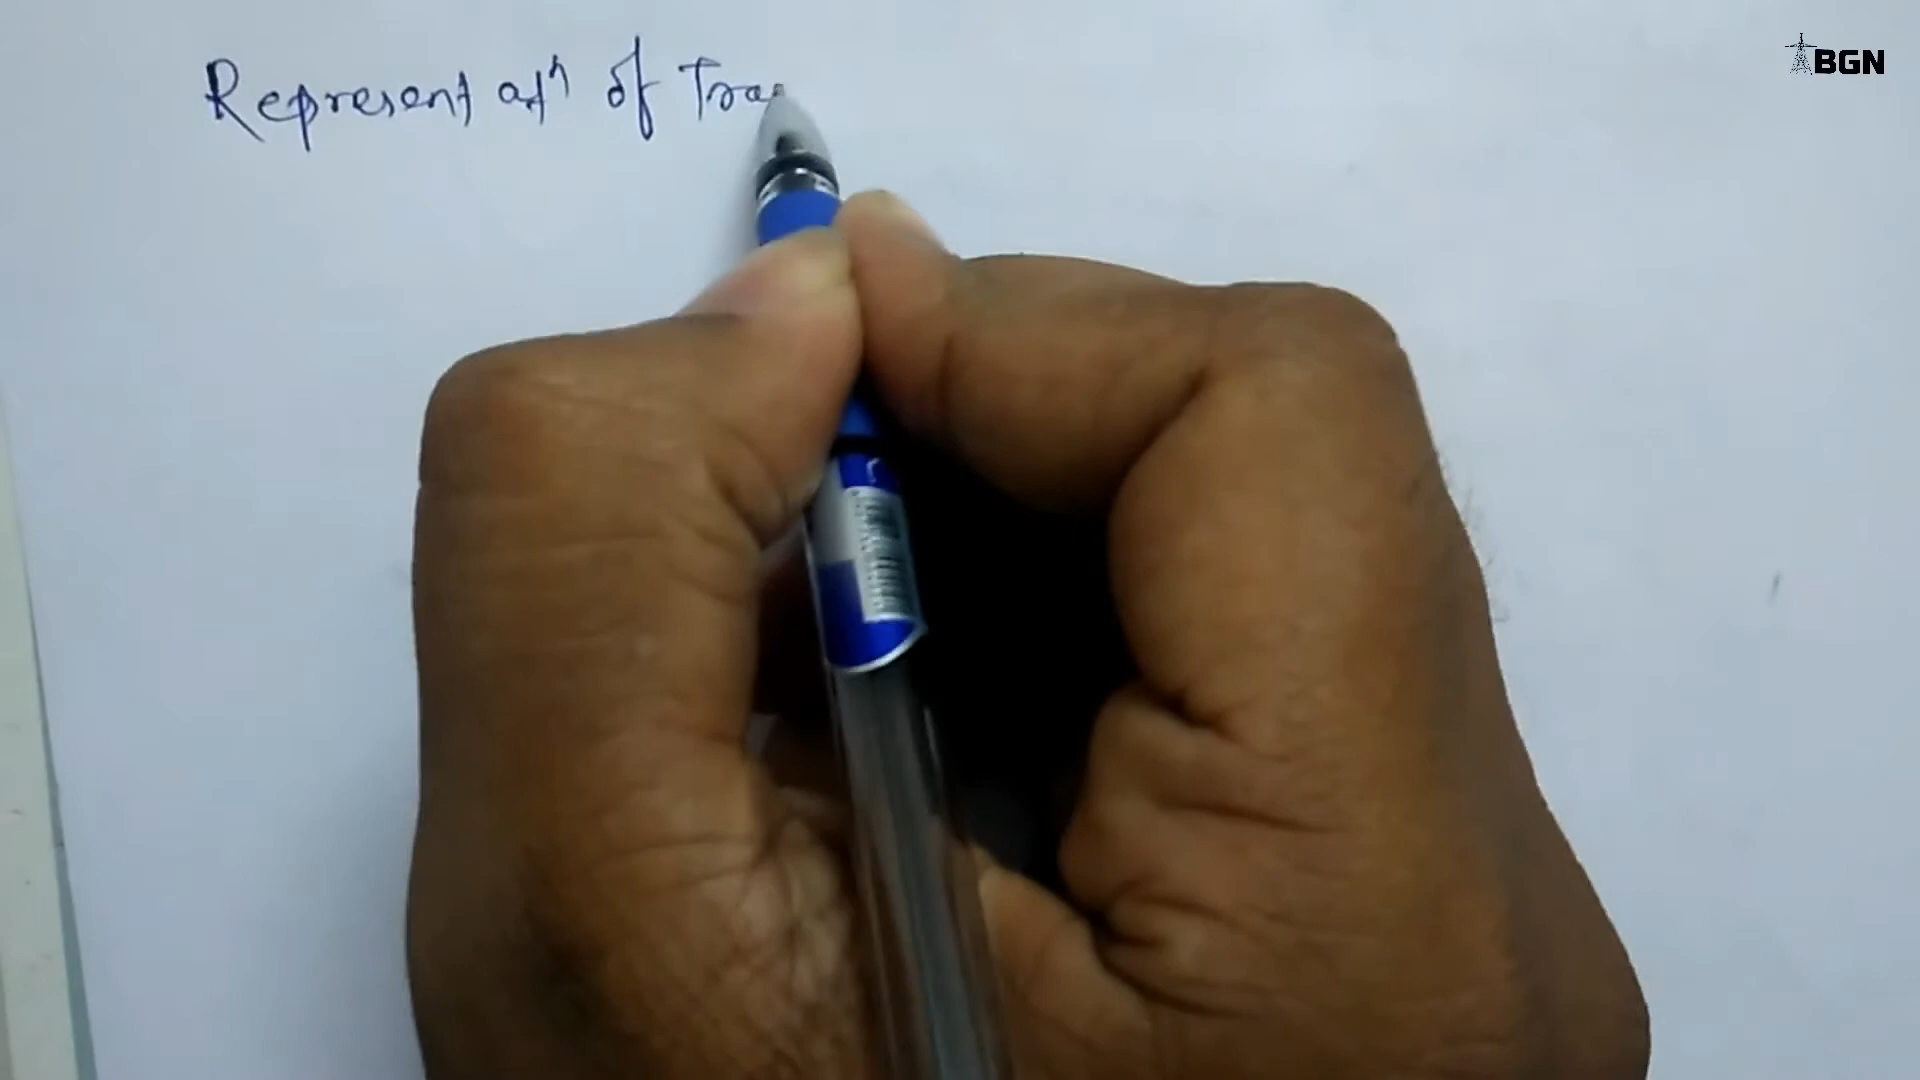 Representatⁿ of Tra
BGN